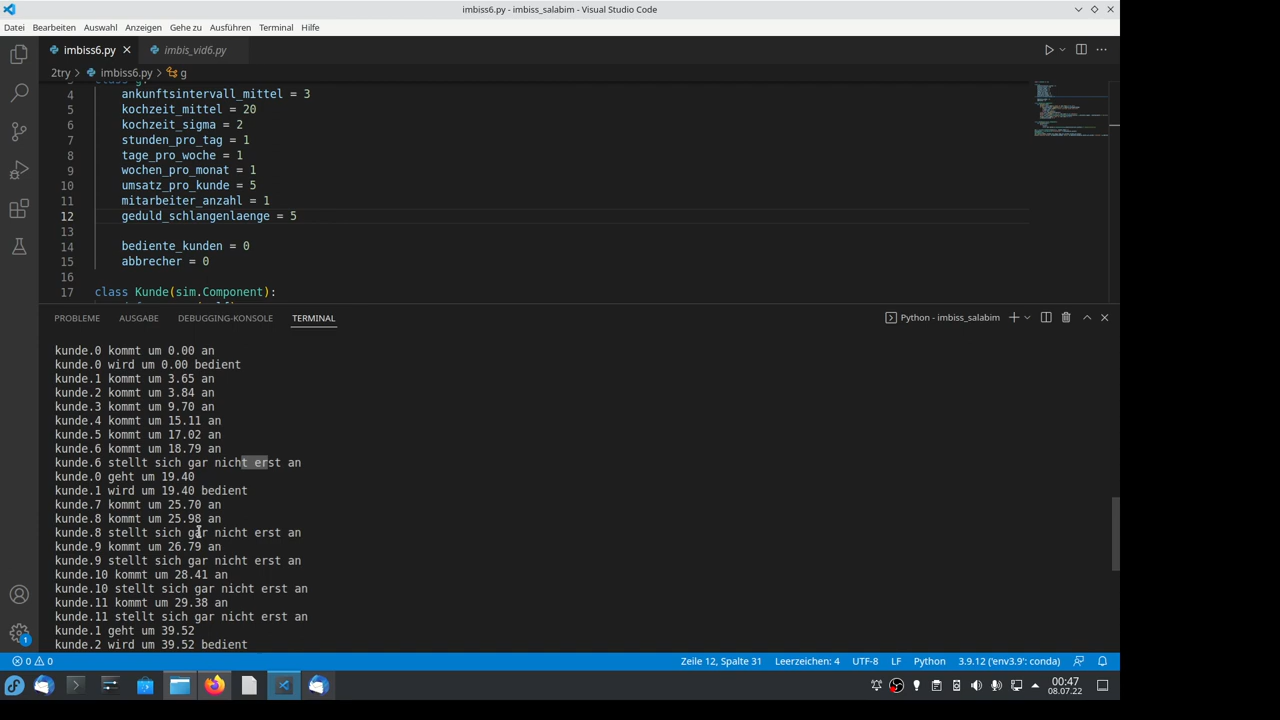 imbiss6.py - imbiss_salabim - Visual Studio Code
Datei Bearbeiten Auswahl Anzeigen Gehe zu Ausführen Terminal Hilfe
imbiss6.py imbis_vid6.py
2try > imbiss6.py > g
4 ankunftsintervall_mittel = 3
5 kochzeit_mittel = 20
6 kochzeit_sigma = 2
7 stunden_pro_tag = 1
8 tage_pro_woche = 1
9 wochen_pro_monat = 1
10 umsatz_pro_kunde = 5
11 mitarbeiter_anzahl = 1
12 geduld_schlangenlaenge = 5
13
14 bediente_kunden = 0
15 abbrecher = 0
16
17 class Kunde(sim.Component):
PROBLEME AUSGABE DEBUGGING-KONSOLE TERMINAL Python - imbiss_salabim
kunde.0 kommt um 0.00 an
kunde.0 wird um 0.00 bedient
kunde.1 kommt um 3.65 an
kunde.2 kommt um 3.84 an
kunde.3 kommt um 9.70 an
kunde.4 kommt um 15.11 an
kunde.5 kommt um 17.02 an
kunde.6 kommt um 18.79 an
kunde.6 stellt sich gar nicht erst an
kunde.0 geht um 19.40
kunde.1 wird um 19.40 bedient
kunde.7 kommt um 25.70 an
kunde.8 kommt um 25.98 an
kunde.8 stellt sich gar nicht erst an
kunde.9 kommt um 26.79 an
kunde.9 stellt sich gar nicht erst an
kunde.10 kommt um 28.41 an
kunde.10 stellt sich gar nicht erst an
kunde.11 kommt um 29.38 an
kunde.11 stellt sich gar nicht erst an
kunde.1 geht um 39.52
kunde.2 wird um 39.52 bedient
0 0 Zeile 12, Spalte 31 Leerzeichen: 4 UTF-8 LF Python 3.9.12 ('env3.9': conda)
00:47
08.07.22